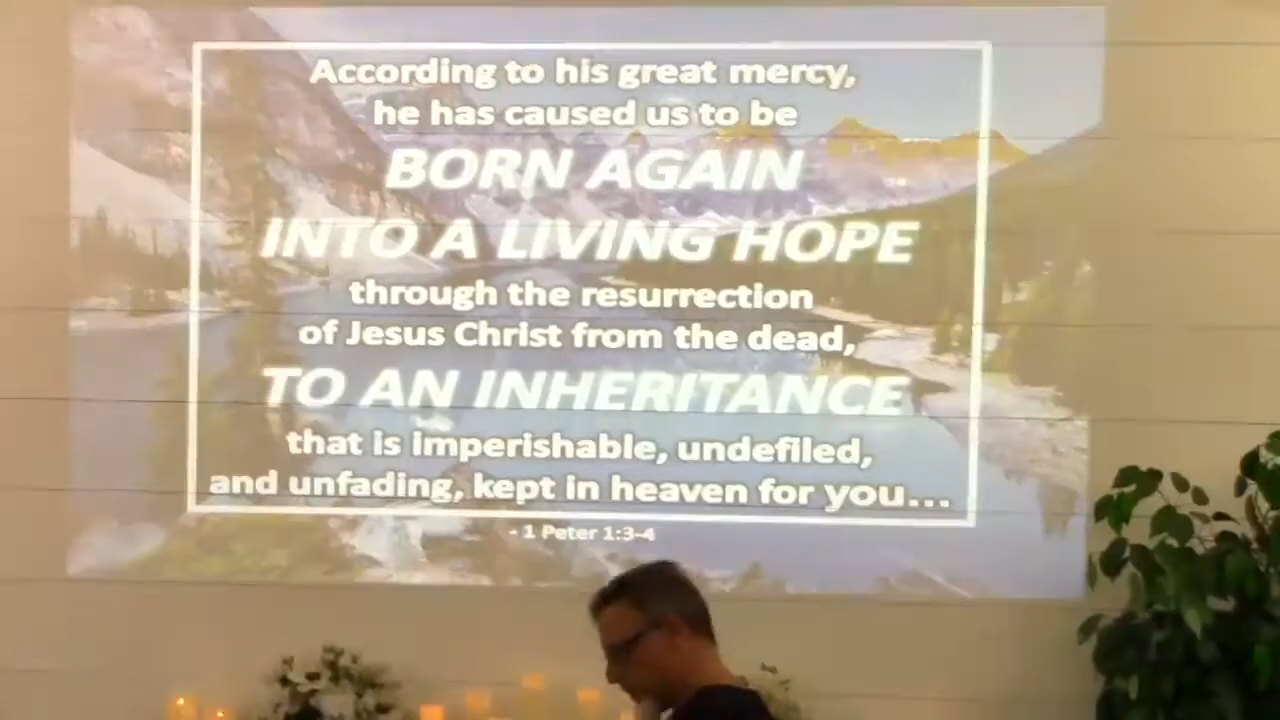 According to his great mercy,
he has caused us to be
BORN AGAIN
INTO A LIVING HOPE
through the resurrection
of Jesus Christ from the dead,
TO AN INHERITANCE
that is imperishable, undefiled,
and unfading, kept in heaven for you...
- 1 Peter 1:3-4